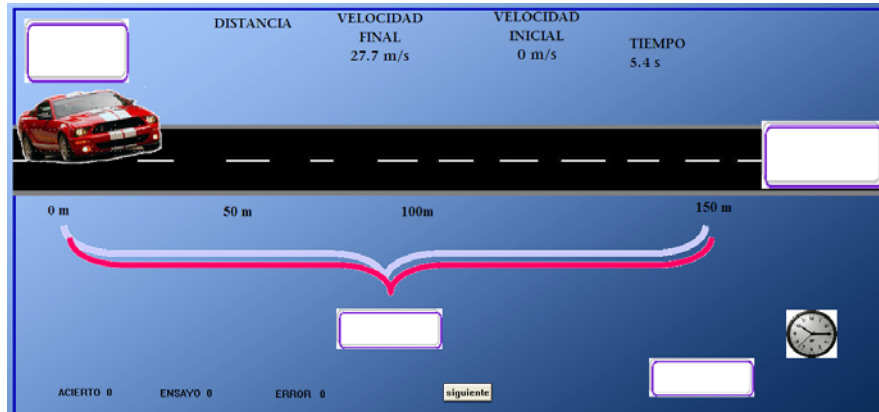 DISTANCIA
VELOCIDAD
FINAL
27.7 m/s
VELOCIDAD
INICIAL
0 m/s
TIEMPO
5.4 s
0 m
50 m
100m
150 m
ACIERTO 0
ENSAYO 0
ERROR 0
siguiente